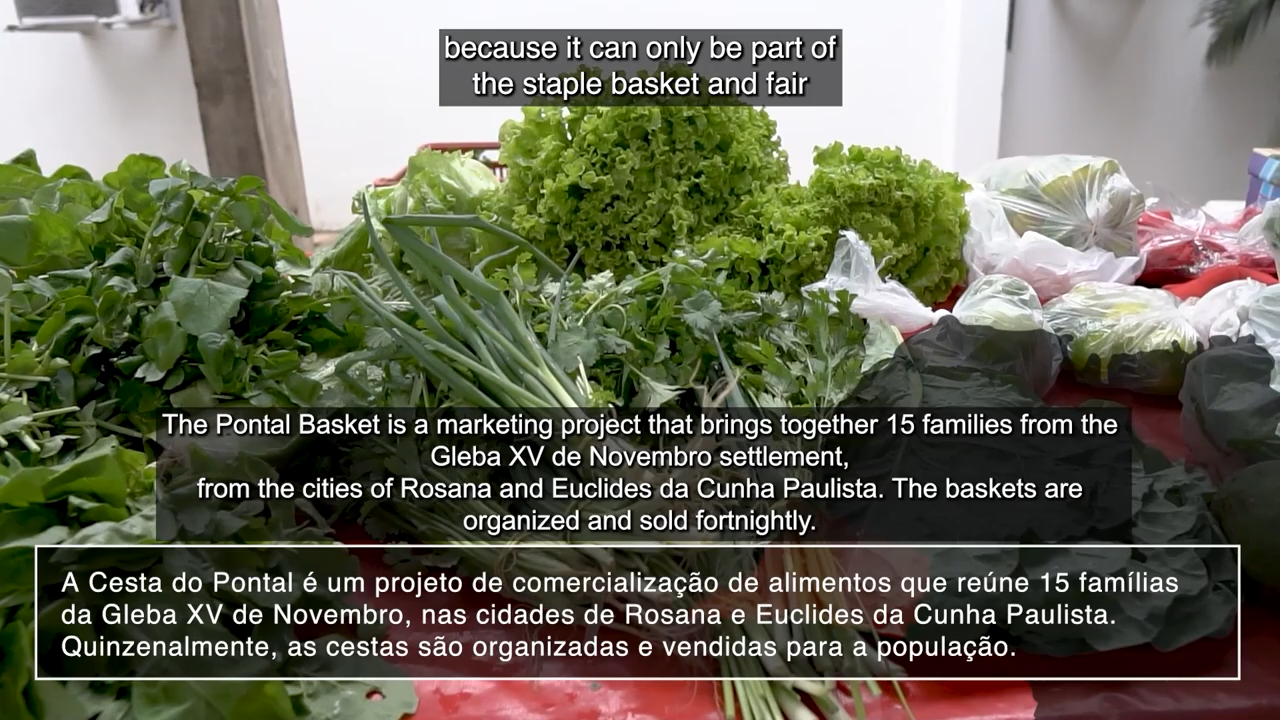 because it can only be part of
the staple basket and fair
The Pontal Basket is a marketing project that brings together 15 families from the
Gleba XV de Novembro settlement,
from the cities of Rosana and Euclides da Cunha Paulista. The baskets are
organized and sold fortnightly.
A Cesta do Pontal é um projeto de comercialização de alimentos que reúne 15 famílias
da Gleba XV de Novembro, nas cidades de Rosana e Euclides da Cunha Paulista.
Quinzenalmente, as cestas são organizadas e vendidas para a população.